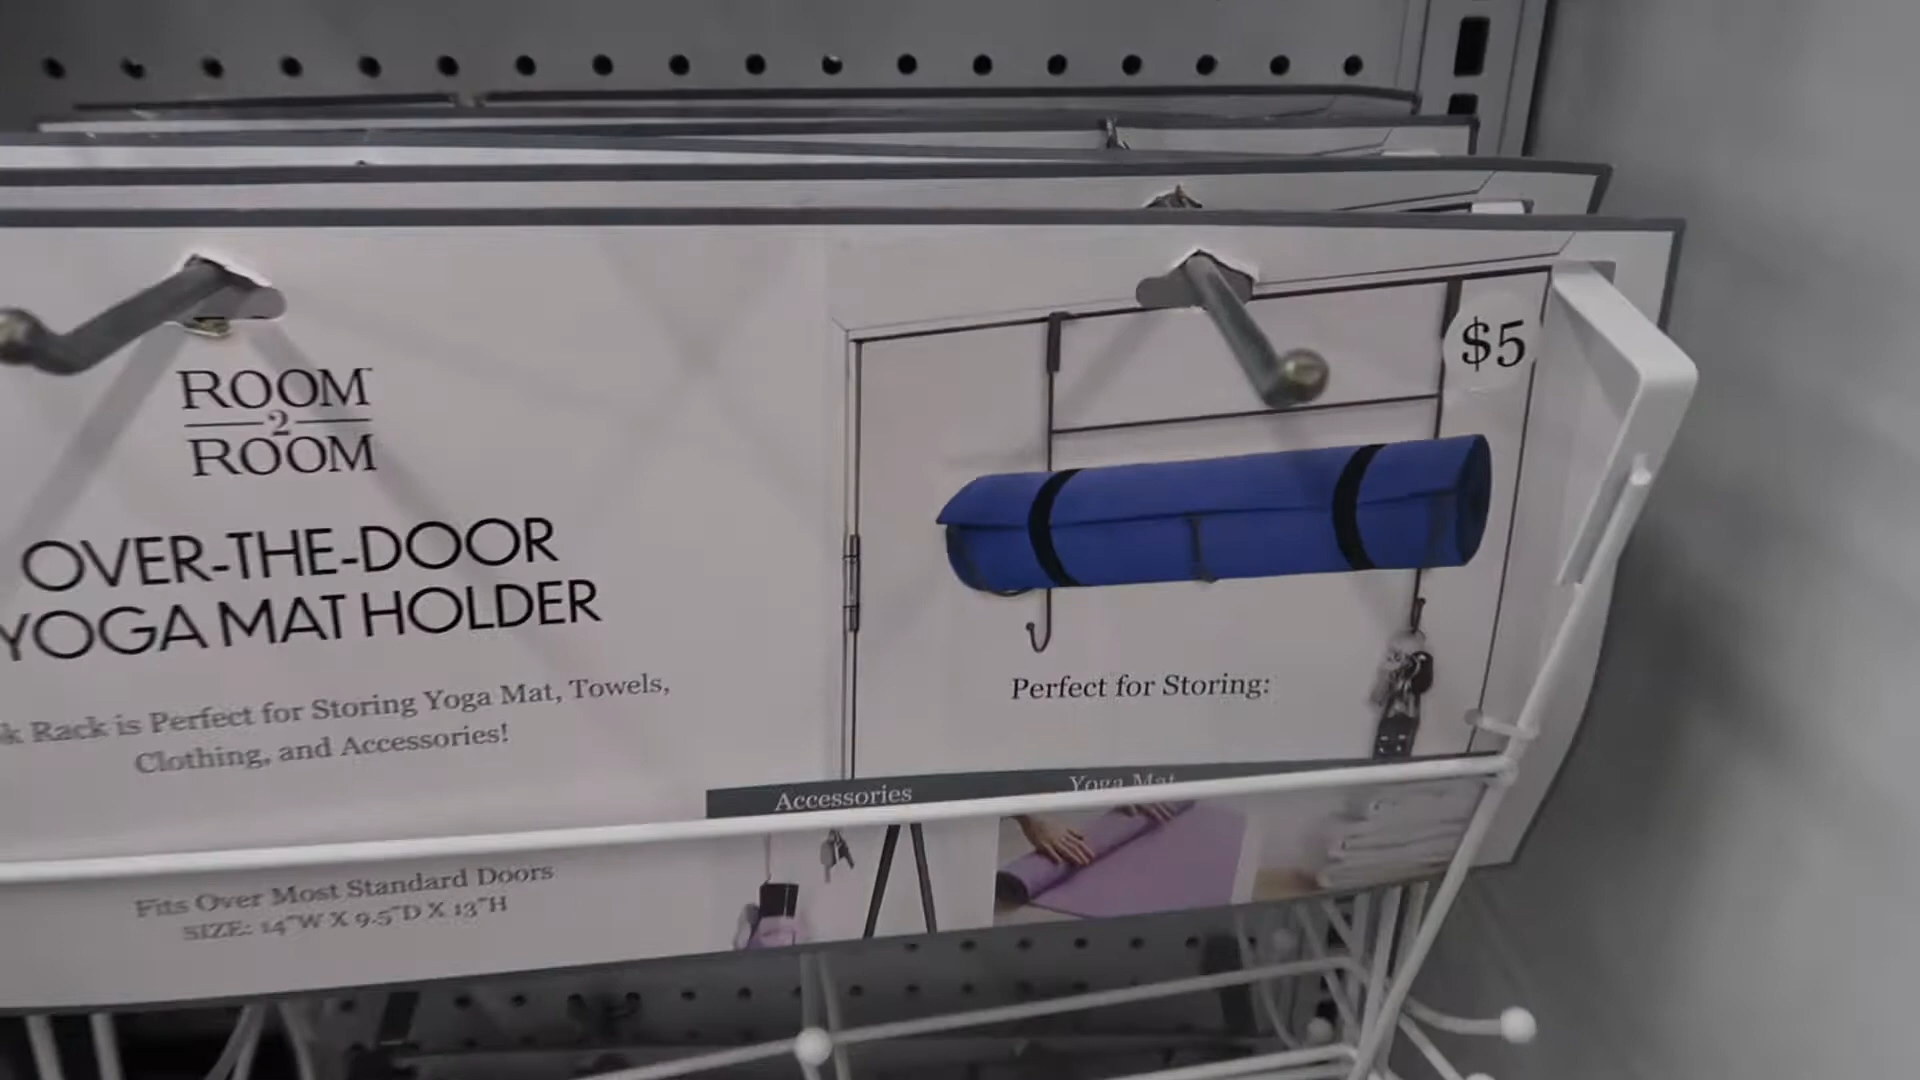 ROOM
2
ROOM
OVER-THE-DOOR
YOGA MAT HOLDER
Rack is Perfect for Storing Yoga Mat, Towels,
Clothing, and Accessories!
Fits Over Most Standard Doors
SIZE: 14"W X 9.5"D X 13"H
$5
Perfect for Storing:
Accessories
Yoga Mat